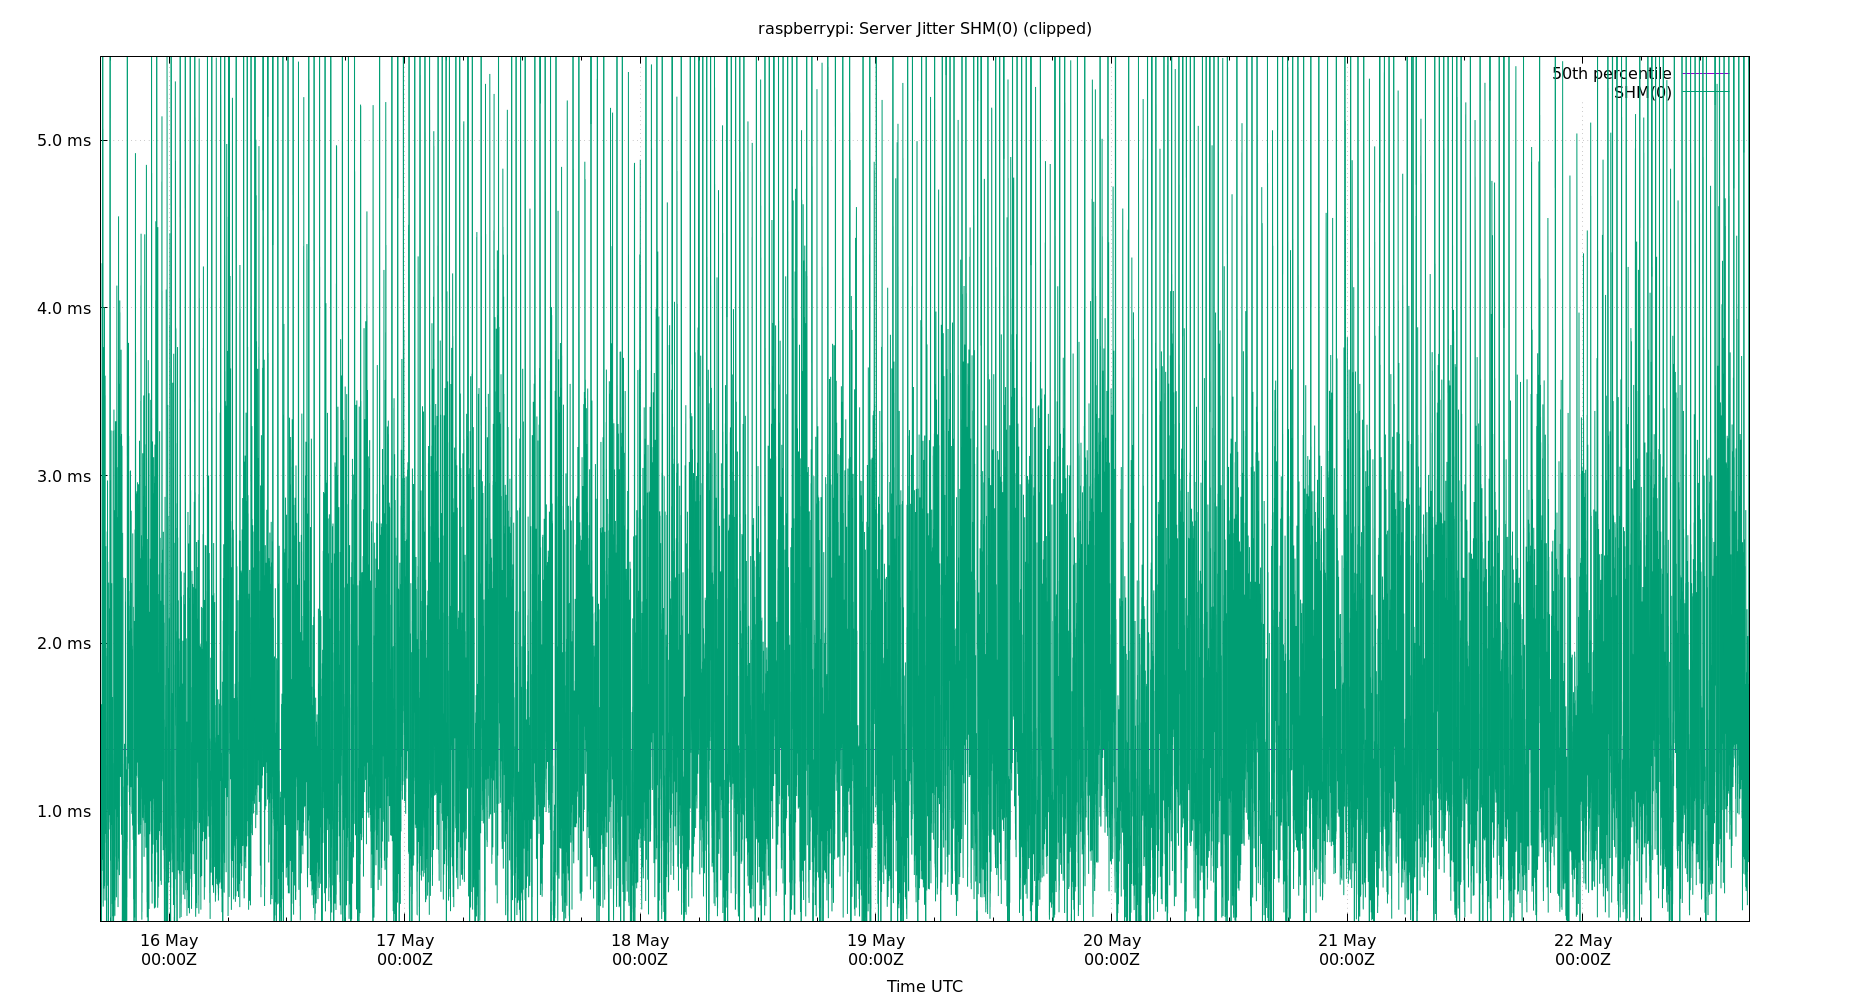 raspberrypi: Server Jitter SHM(0) (clipped)
50th percentile
SHM(0)
5.0 ms
4.0 ms
3.0 ms
2.0 ms
1.0 ms
16 May 17 May 18 May 19 May 20 May 21 May 22 May
00:00Z 00:00Z 00:00Z 00:00Z 00:00Z 00:00Z 00:00Z
Time UTC